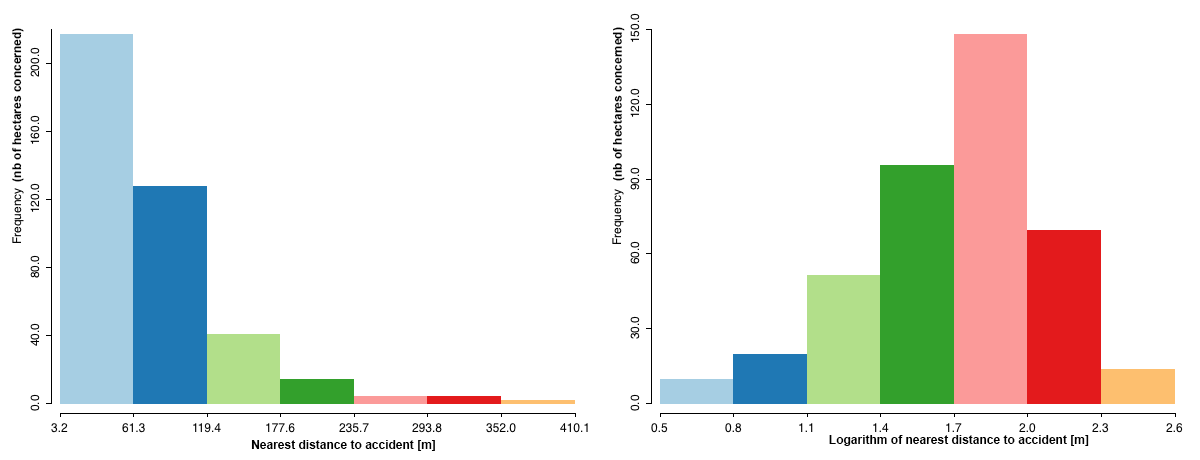 Frequency (nb of hectares concerned)
200.0
160.0
120.0
80.0
40.0
0.0
3.2 61.3 119.4 177.6 235.7 293.8 352.0 410.1
Nearest distance to accident [m]
Frequency (nb of hectares concerned)
150.0
120.0
90.0
60.0
30.0
0.0
0.5 0.8 1.1 1.4 1.7 2.0 2.3 2.6
Logarithm of nearest distance to accident [m]